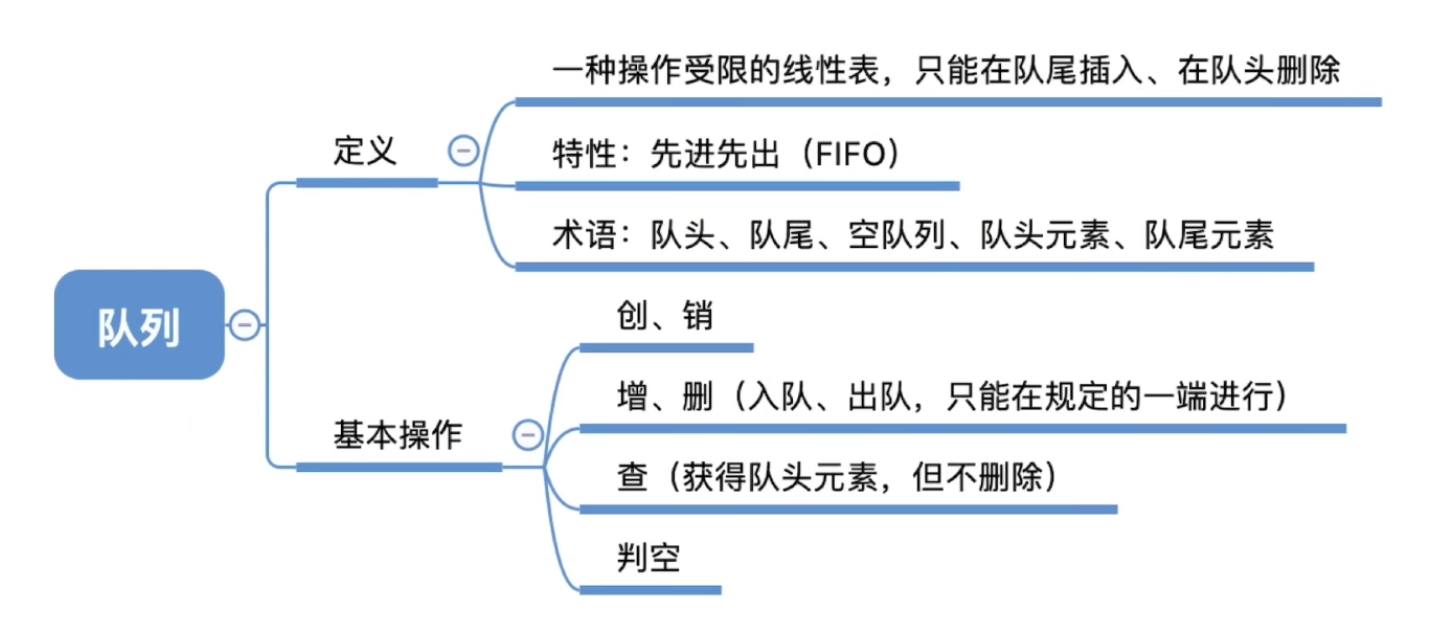 队列
定义
一种操作受限的线性表，只能在队尾插入、在队头删除
特性：先进先出（FIFO）
术语：队头、队尾、空队列、队头元素、队尾元素
基本操作
创、销
增、删（入队、出队，只能在规定的一端进行）
查（获得队头元素，但不删除）
判空